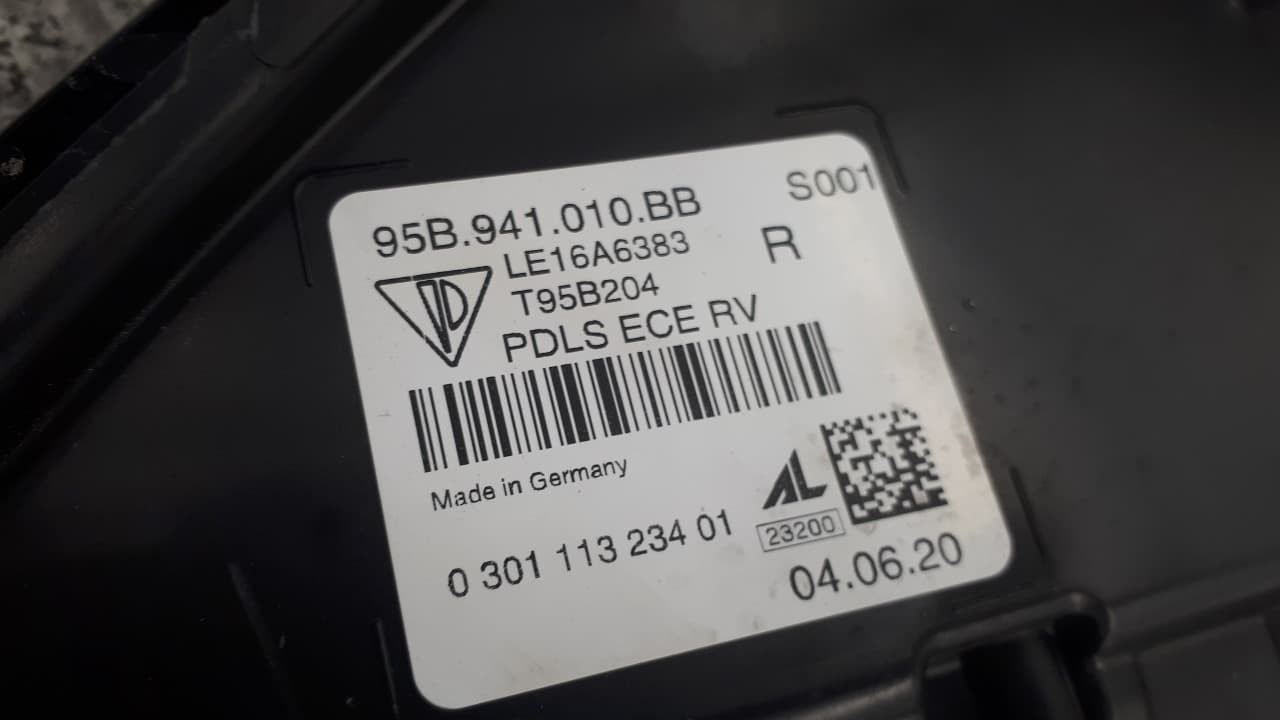 95B.941.010.BB S001
LE16A6383 R
T95B204
PDLS ECE RV
Made in Germany
AL
23200
0 301 113 234 01
04.06.20